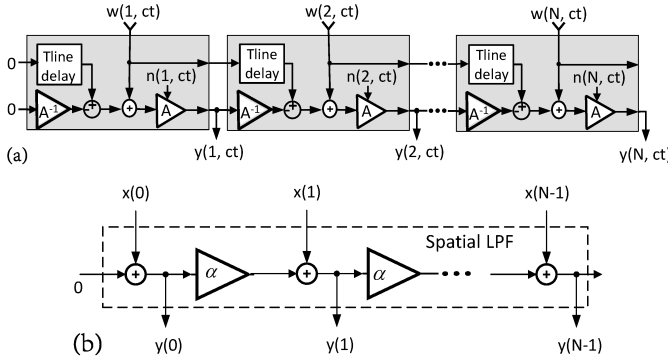 w(1, ct) w(2, ct) w(N, ct)
(a)
0 Tline delay Tline delay Tline delay
n(1, ct) n(2, ct) n(N, ct)
0 A⁻¹ − + + A A⁻¹ − + + A ••• A⁻¹ − + + A
y(1, ct) y(2, ct) y(N, ct)
x(0) x(1) x(N-1)
Spatial LPF
0 + α + α ••• +
(b)
y(0) y(1) y(N-1)